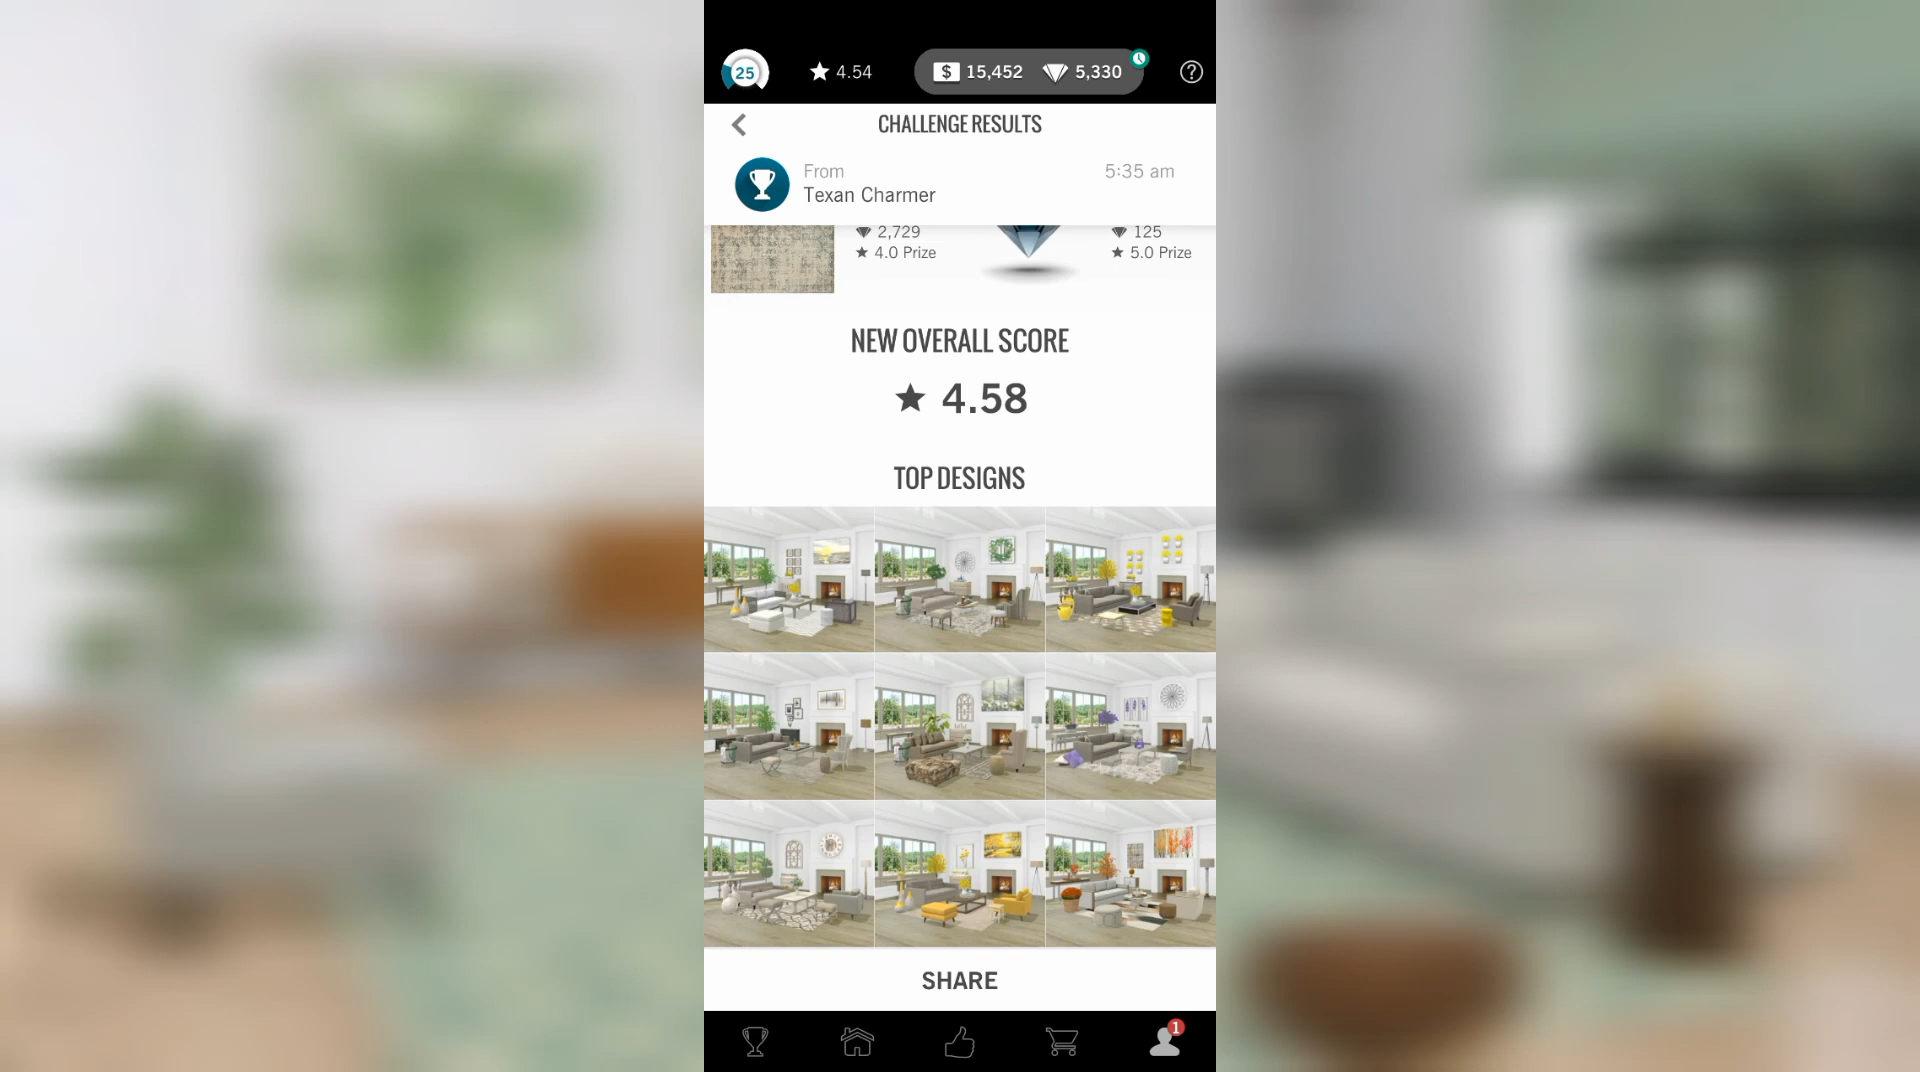 25
4.54
$ 15,452
5,330
?
CHALLENGE RESULTS
From
5:35 am
Texan Charmer
2,729
4.0 Prize
125
5.0 Prize
NEW OVERALL SCORE
4.58
TOP DESIGNS
SHARE
1